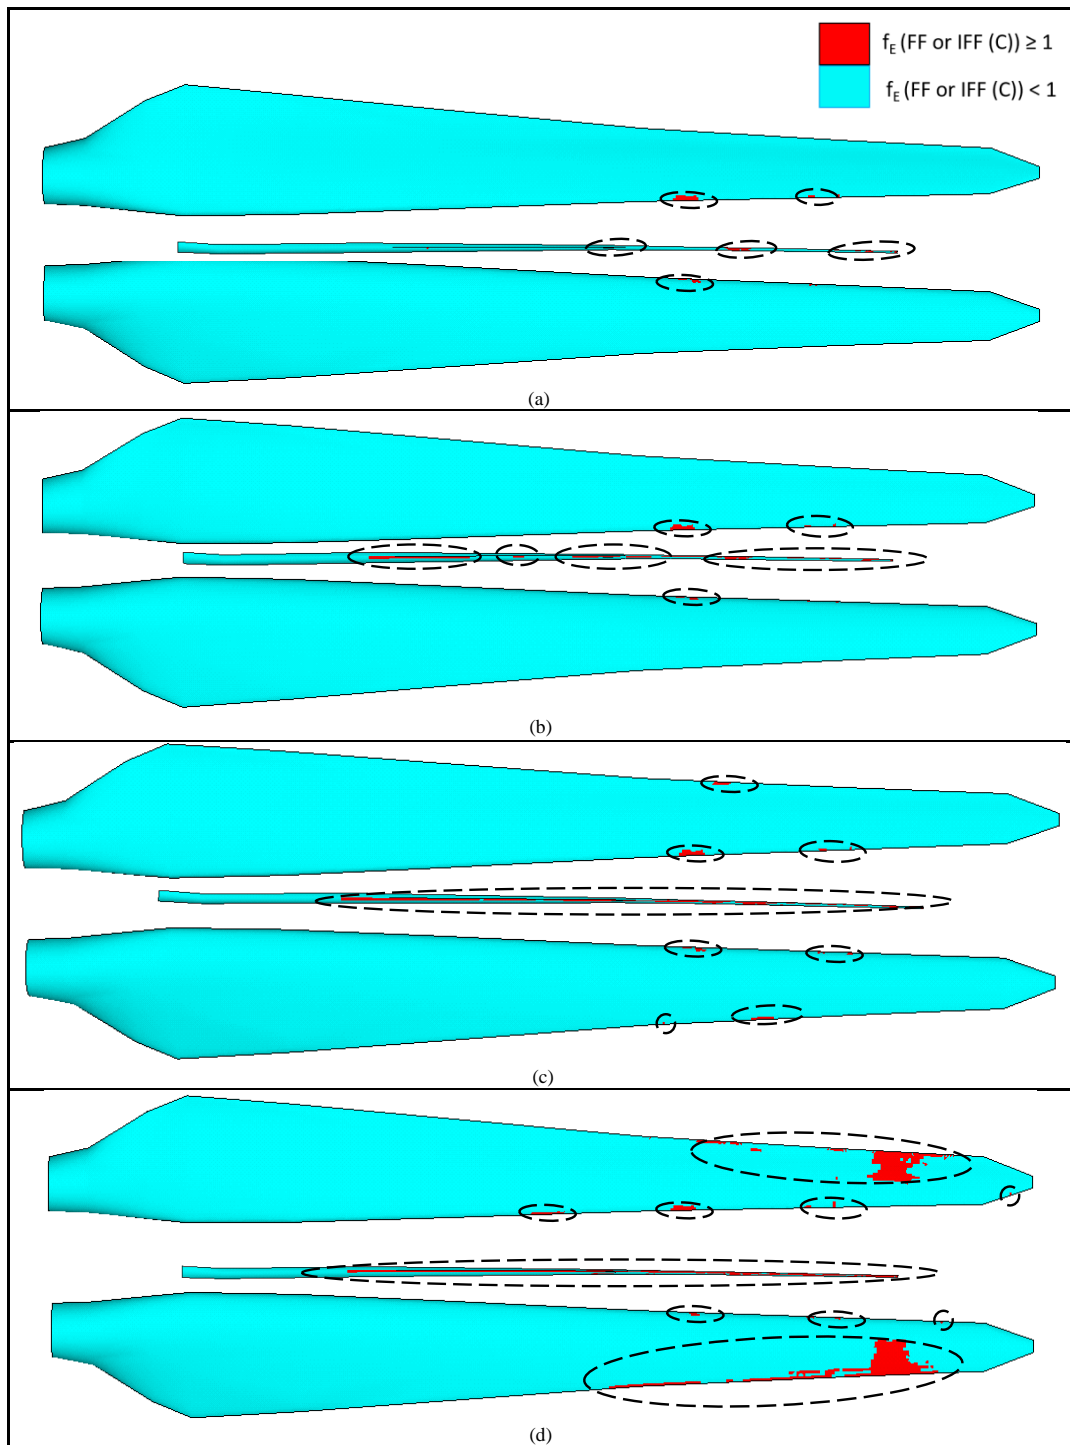 f_E (FF or IFF (C)) ≥ 1
f_E (FF or IFF (C)) < 1
(a)
(b)
(c)
(d)